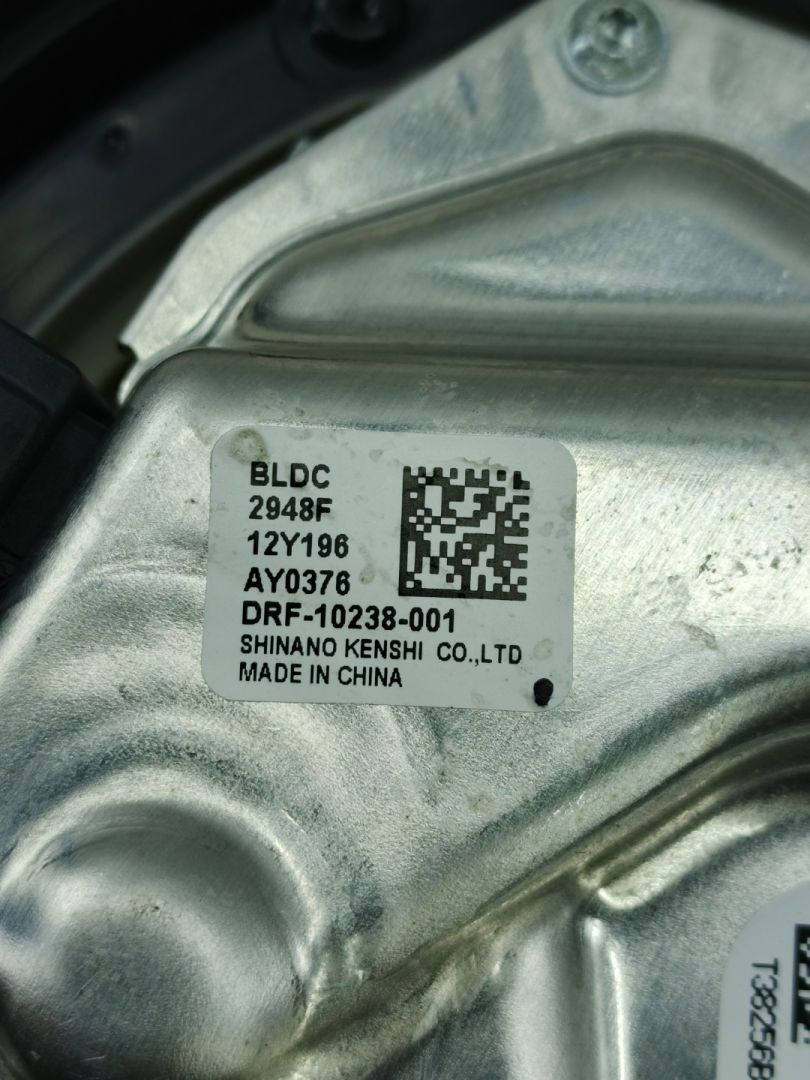 BLDC
2948F
12Y196
AY0376
DRF-10238-001
SHINANO KENSHI CO.,LTD
MADE IN CHINA